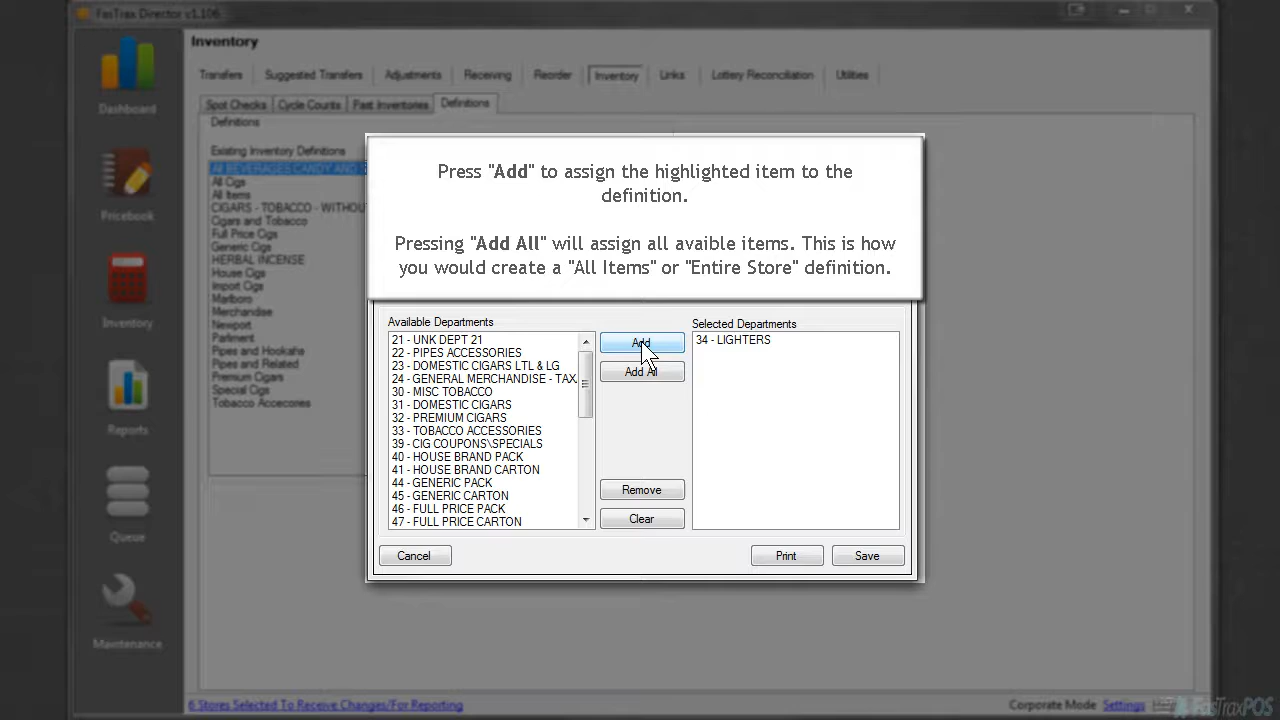 FasTrax Director v1.106
Inventory
Transfers Suggested Transfers Adjustments Receiving Reorder Inventory Links Lottery Reconciliation Utilities
Spot Checks Cycle Counts Fast Inventories Definitions
Definitions
Existing Inventory Definitions
All BEVERAGES CANDY AND
All Cigs
All Items
CIGARS - TOBACCO - WITHOU
Cigars and Tobacco
Full Price Cigs
Generic Cigs
HERBAL INCENSE
House Cigs
Import Cigs
Marlboro
Merchandise
Newport
Parliment
Pipes and Hookahs
Pipes and Related
Premium Cigars
Special Cigs
Tobacco Accecories
Dashboard
Pricebook
Inventory
Reports
Queue
Maintenance
Press "Add" to assign the highlighted item to the
definition.
Pressing "Add All" will assign all avaible items. This is how
you would create a "All Items" or "Entire Store" definition.
Available Departments
21 - UNK DEPT 21
22 - PIPES ACCESSORIES
23 - DOMESTIC CIGARS LTL & LG
24 - GENERAL MERCHANDISE - TAX
30 - MISC TOBACCO
31 - DOMESTIC CIGARS
32 - PREMIUM CIGARS
33 - TOBACCO ACCESSORIES
39 - CIG COUPONS\SPECIALS
40 - HOUSE BRAND PACK
41 - HOUSE BRAND CARTON
44 - GENERIC PACK
45 - GENERIC CARTON
46 - FULL PRICE PACK
47 - FULL PRICE CARTON
Add
Add All
Remove
Clear
Selected Departments
34 - LIGHTERS
Cancel
Print
Save
6 Stores Selected To Receive Changes/For Reporting
Corporate Mode Settings
FasTraxPOS